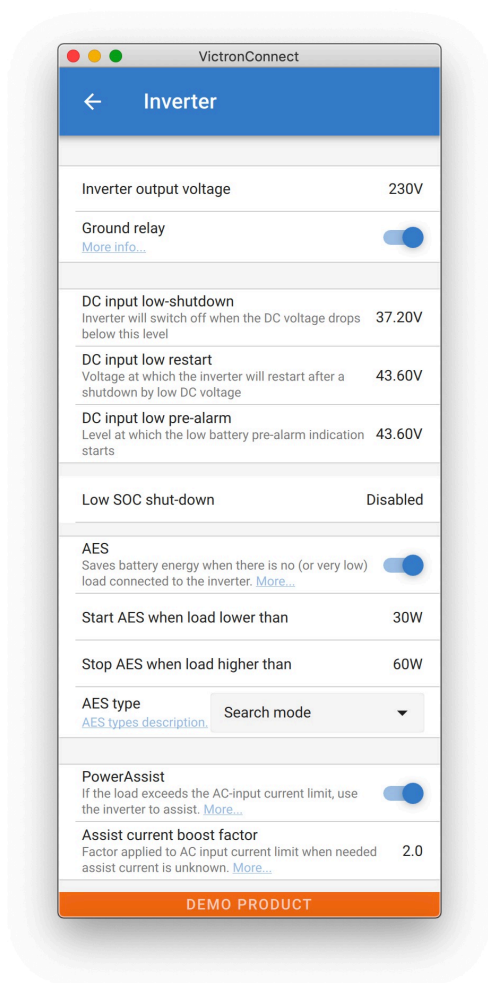 VictronConnect
Inverter
Inverter output voltage 230V
Ground relay
More info...
DC input low-shutdown
Inverter will switch off when the DC voltage drops 37.20V
below this level
DC input low restart
Voltage at which the inverter will restart after a 43.60V
shutdown by low DC voltage
DC input low pre-alarm
Level at which the low battery pre-alarm indication 43.60V
starts
Low SOC shut-down Disabled
AES
Saves battery energy when there is no (or very low)
load connected to the inverter. More...
Start AES when load lower than 30W
Stop AES when load higher than 60W
AES type
AES types description. Search mode
PowerAssist
If the load exceeds the AC-input current limit, use
the inverter to assist. More...
Assist current boost factor
Factor applied to AC input current limit when needed 2.0
assist current is unknown. More...
DEMO PRODUCT